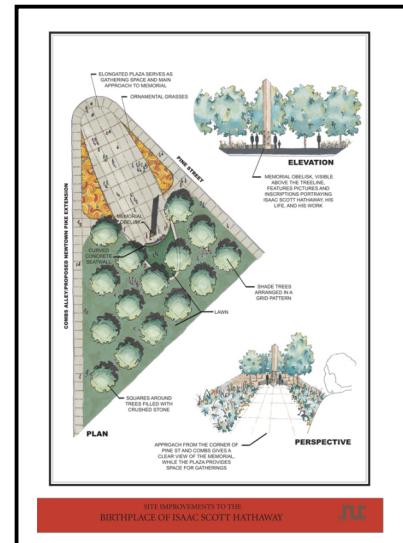 ELONGATED PLAZA SERVES AS
GATHERING SPACE AND MAIN
APPROACH TO MEMORIAL
ORNAMENTAL GRASSES
PINE STREET
COMBS ALLEY/PROPOSED NEWTOWN PIKE EXTENSION
MEMORIAL
OBELISK
CURVED
CONCRETE
SEATWALL
SHADE TREES
ARRANGED IN A
GRID PATTERN
LAWN
SQUARES AROUND
TREES FILLED WITH
CRUSHED STONE
PLAN
ELEVATION
MEMORIAL OBELISK, VISIBLE
ABOVE THE TREELINE,
FEATURES PICTURES AND
INSCRIPTIONS PORTRAYING
ISAAC SCOTT HATHAWAY, HIS
LIFE, AND HIS WORK
APPROACH FROM THE CORNER OF
PINE ST AND COMBS GIVES A
CLEAR VIEW OF THE MEMORIAL,
WHILE THE PLAZA PROVIDES
SPACE FOR GATHERINGS
PERSPECTIVE
SITE IMPROVEMENTS TO THE
BIRTHPLACE OF ISAAC SCOTT HATHAWAY